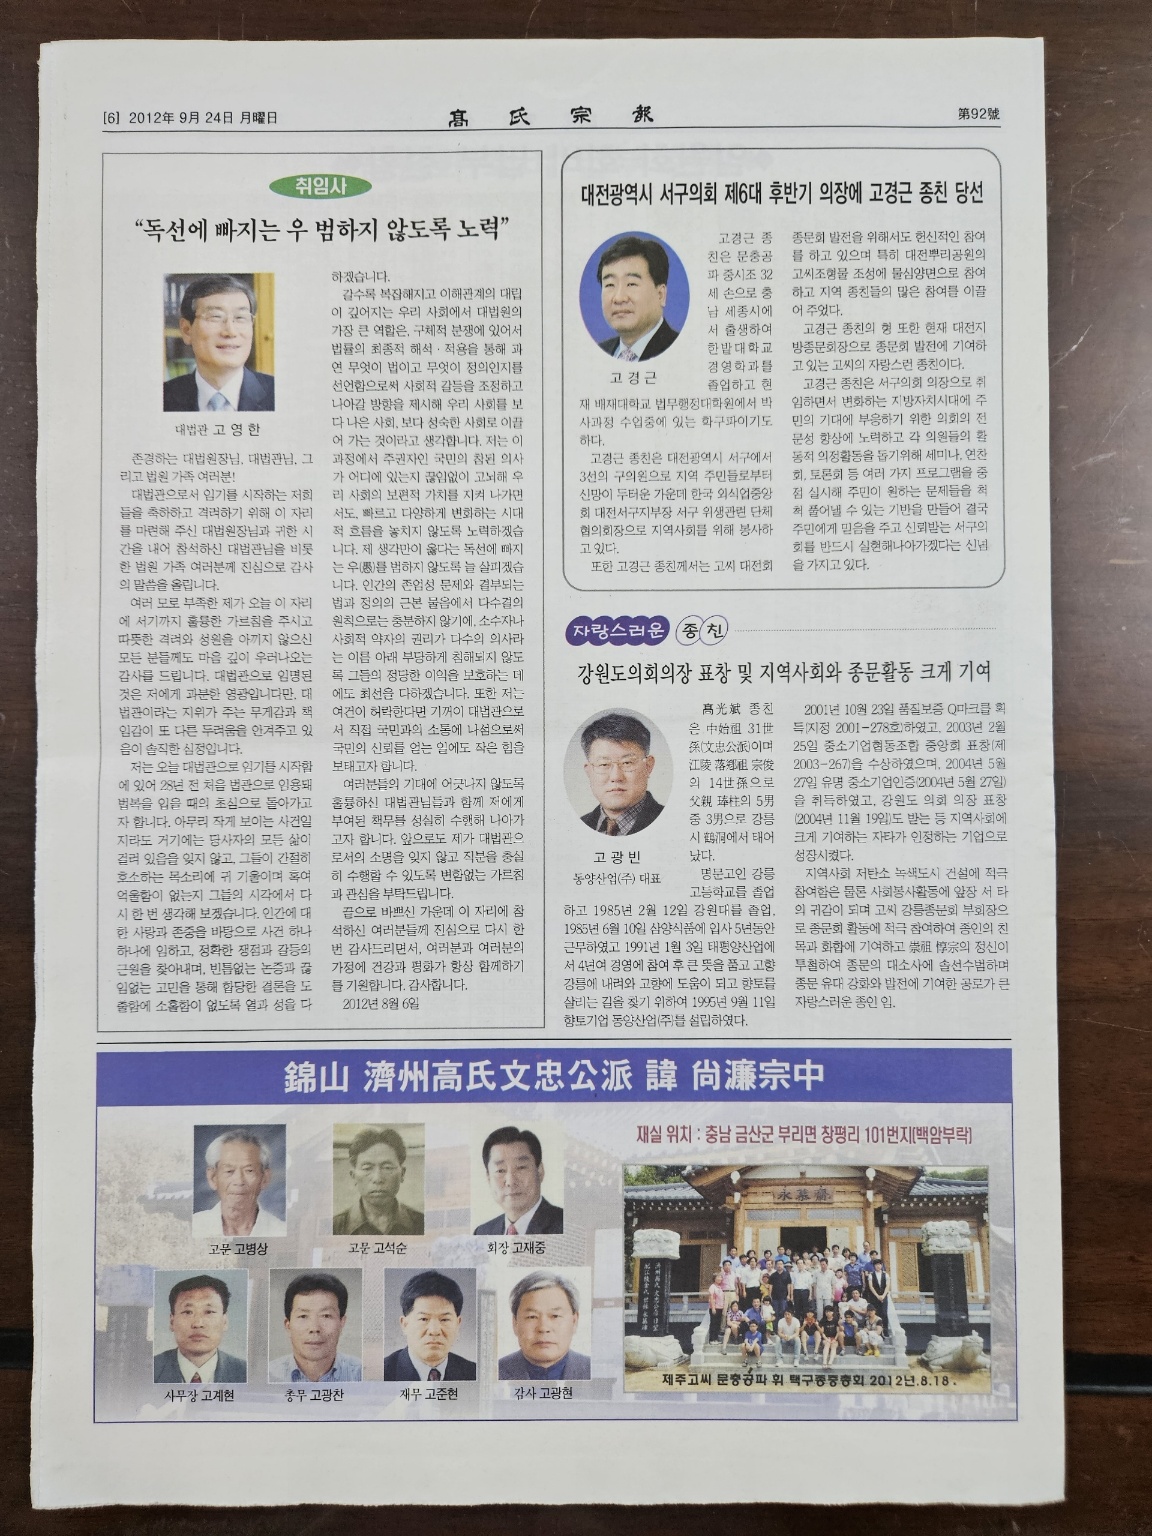 [6] 2012年 9月 24日 月曜日
高 氏 宗 報
第92號
취임사
“독선에 빠지는 우 범하지 않도록 노력”
대법관 고 영 한
존경하는 대법원장님, 대법관님, 그
리고 법원 가족 여러분!
대법관으로서 임기를 시작하는 저희
들을 축하하고 격려하기 위해 이 자리
를 마련해 주신 대법원장님과 귀한 시
간을 내어 참석하신 대법관님을 비롯
한 법원 가족 여러분께 진심으로 감사
의 말씀을 올립니다.
여러 모로 부족한 제가 오늘 이 자리
에 서기까지 훌륭한 가르침을 주시고
따뜻한 격려와 성원을 아끼지 않으신
모든 분들께도 마음 깊이 우러나오는
감사를 드립니다. 대법관으로 임명된
것은 저에게 과분한 영광입니다만, 대
법관이라는 지위가 주는 무게감과 책
임감이 또 다른 두려움을 안겨주고 있
음이 솔직한 심정입니다.
저는 오늘 대법관으로 임기를 시작함
에 있어 28년 전 처음 법관으로 임용돼
법복을 입을 때의 초심으로 돌아가고
자 합니다. 아무리 작게 보이는 사건일
지라도 거기에는 당사자의 모든 삶이
걸려 있음을 잊지 않고, 그들이 간절히
호소하는 목소리에 귀 기울이며 혹여
억울함이 없는지 그들의 시각에서 다
시 한 번 생각해 보겠습니다. 인간에 대
한 사랑과 존중을 바탕으로 사건 하나
하나에 임하고, 정확한 쟁점과 갈등의
근원을 찾아내며, 빈틈없는 논증과 끊
임없는 고민을 통해 합당한 결론을 도
출함에 소홀함이 없도록 열과 성을 다
하겠습니다.
갈수록 복잡해지고 이해관계의 대립
이 깊어지는 우리 사회에서 대법원의
가장 큰 역할은, 구체적 분쟁에 있어서
법률의 최종적 해석 · 적용을 통해 과
연 무엇이 법이고 무엇이 정의인지를
선언함으로써 사회적 갈등을 조정하고
나아갈 방향을 제시해 우리 사회를 보
다 나은 사회, 보다 성숙한 사회로 이끌
어 가는 것이라고 생각합니다. 저는 이
과정에서 주권자인 국민의 참된 의사
가 어디에 있는지 끊임없이 고뇌해 우
리 사회의 보편적 가치를 지켜 나가면
서도, 빠르고 다양하게 변화하는 시대
적 흐름을 놓치지 않도록 노력하겠습
니다. 제 생각만이 옳다는 독선에 빠지
는 우(愚)를 범하지 않도록 늘 살피겠습
니다. 인간의 존엄성 문제와 결부되는
법과 정의의 근본 물음에서 다수결의
원칙으로는 충분하지 않기에, 소수자나
사회적 약자의 권리가 다수의 의사라
는 이름 아래 부당하게 침해되지 않도
록 그들의 정당한 이익을 보호하는 데
에도 최선을 다하겠습니다. 또한 저는
여건이 허락한다면 기꺼이 대법관으로
서 직접 국민과의 소통에 나섬으로써
국민의 신뢰를 얻는 일에도 작은 힘을
보태고자 합니다.
여러분들의 기대에 어긋나지 않도록
훌륭하신 대법관님들과 함께 저에게
부여된 책무를 성실히 수행해 나아가
고자 합니다. 앞으로도 제가 대법관으
로서의 소명을 잊지 않고 직분을 충실
히 수행할 수 있도록 변함없는 가르침
과 관심을 부탁드립니다.
끝으로 바쁘신 가운데 이 자리에 참
석하신 여러분들께 진심으로 다시 한
번 감사드리면서, 여러분과 여러분의
가정에 건강과 평화가 항상 함께하기
를 기원합니다. 감사합니다.
2012년 8월 6일
대전광역시 서구의회 제6대 후반기 의장에 고경근 종친 당선
고 경 근
고경근 종
친은 문충공
파 중시조 32
세 손으로 충
남 세종시에
서 출생하여
한밭대학교
경영학과를
졸업하고 현
재 배재대학교 법무행정대학원에서 박
사과정 수업중에 있는 학구파이기도
하다.
고경근 종친은 대전광역시 서구에서
3선의 구의원으로 지역 주민들로부터
신망이 두터운 가운데 한국 외식업중앙
회 대전서구지부장 서구 위생관련 단체
협의회장으로 지역사회를 위해 봉사하
고 있다.
또한 고경근 종친께서는 고씨 대전회
종문회 발전을 위해서도 헌신적인 참여
를 하고 있으며 특히 대전뿌리공원의
고씨조형물 조성에 물심양면으로 참여
하고 지역 종친들의 많은 참여를 이끌
어 주었다.
고경근 종친의 형 또한 현재 대전지
방종문회장으로 종문회 발전에 기여하
고 있는 고씨의 자랑스런 종친이다.
고경근 종친은 서구의회 의장으로 취
임하면서 변화하는 지방자치시대에 주
민의 기대에 부응하기 위한 의회의 전
문성 향상에 노력하고 각 의원들의 활
동적 의정활동을 돕기위해 세미나, 연찬
회, 토론회 등 여러 가지 프로그램을 중
점 실시해 주민이 원하는 문제들을 척
척 풀어낼 수 있는 기반을 만들어 결국
주민에게 믿음을 주고 신뢰받는 서구의
회를 반드시 실현해나아가겠다는 신념
을 가지고 있다.
자랑스러운 종친
강원도의회의장 표창 및 지역사회와 종문활동 크게 기여
고 광 빈
동양산업(주) 대표
高光斌 종친
은 中始祖 31世
孫(文忠公派)이며
江陵 落鄕祖 宗俊
의 14世孫으로
父親 瑧柱의 5男
중 3男으로 강릉
시 鶴洞에서 태어
났다.
명문고인 강릉
고등학교를 졸업
하고 1985년 2월 12일 강원대를 졸업,
1985년 6월 10일 삼양식품에 입사 5년동안
근무하였고 1991년 1월 3일 태평양산업에
서 4년여 경영에 참여 후 큰 뜻을 품고 고향
강릉에 내려와 고향에 도움이 되고 향토를
살리는 길을 찾기 위하여 1995년 9월 11일
향토기업 동양산업(주)를 설립하였다.
2001년 10월 23일 품질보증 Q마크를 획
득(지정 2001-278호)하였고, 2003년 2월
25일 중소기업협동조합 중앙회 표창(제
2003-267)을 수상하였으며, 2004년 5월
27일 유명 중소기업인증(2004년 5월 27일)
을 취득하였고, 강원도 의회 의장 표창
(2004년 11월 19일)도 받는 등 지역사회에
크게 기여하는 자타가 인정하는 기업으로
성장시켰다.
지역사회 저탄소 녹색도시 건설에 적극
참여함은 물론 사회봉사활동에 앞장 서 타
의 귀감이 되며 고씨 강릉종문회 부회장으
로 종문회 활동에 적극 참여하여 종인의 친
목과 화합에 기여하고 崇祖 惇宗의 정신이
투철하여 종문의 대소사에 솔선수범하며
종문 유대 강화와 발전에 기여한 공로가 큰
자랑스러운 종인 임.
錦山 濟州高氏文忠公派 諱 尙濂宗中
고문 고병상
고문 고석순
회장 고재중
사무장 고계현
총무 고광찬
재무 고준현
감사 고광현
재실 위치 : 충남 금산군 부리면 창평리 101번지(백암부락)
永慕齋
제주고씨 문충공파 휘 택구종중총회 2012년.8.18.